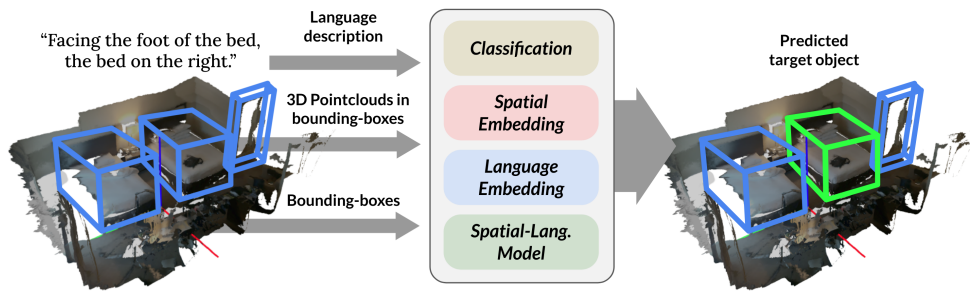 “Facing the foot of the bed,
the bed on the right.”
Language
description
3D Pointclouds in
bounding-boxes
Bounding-boxes
Classification
Spatial
Embedding
Language
Embedding
Spatial-Lang.
Model
Predicted
target object